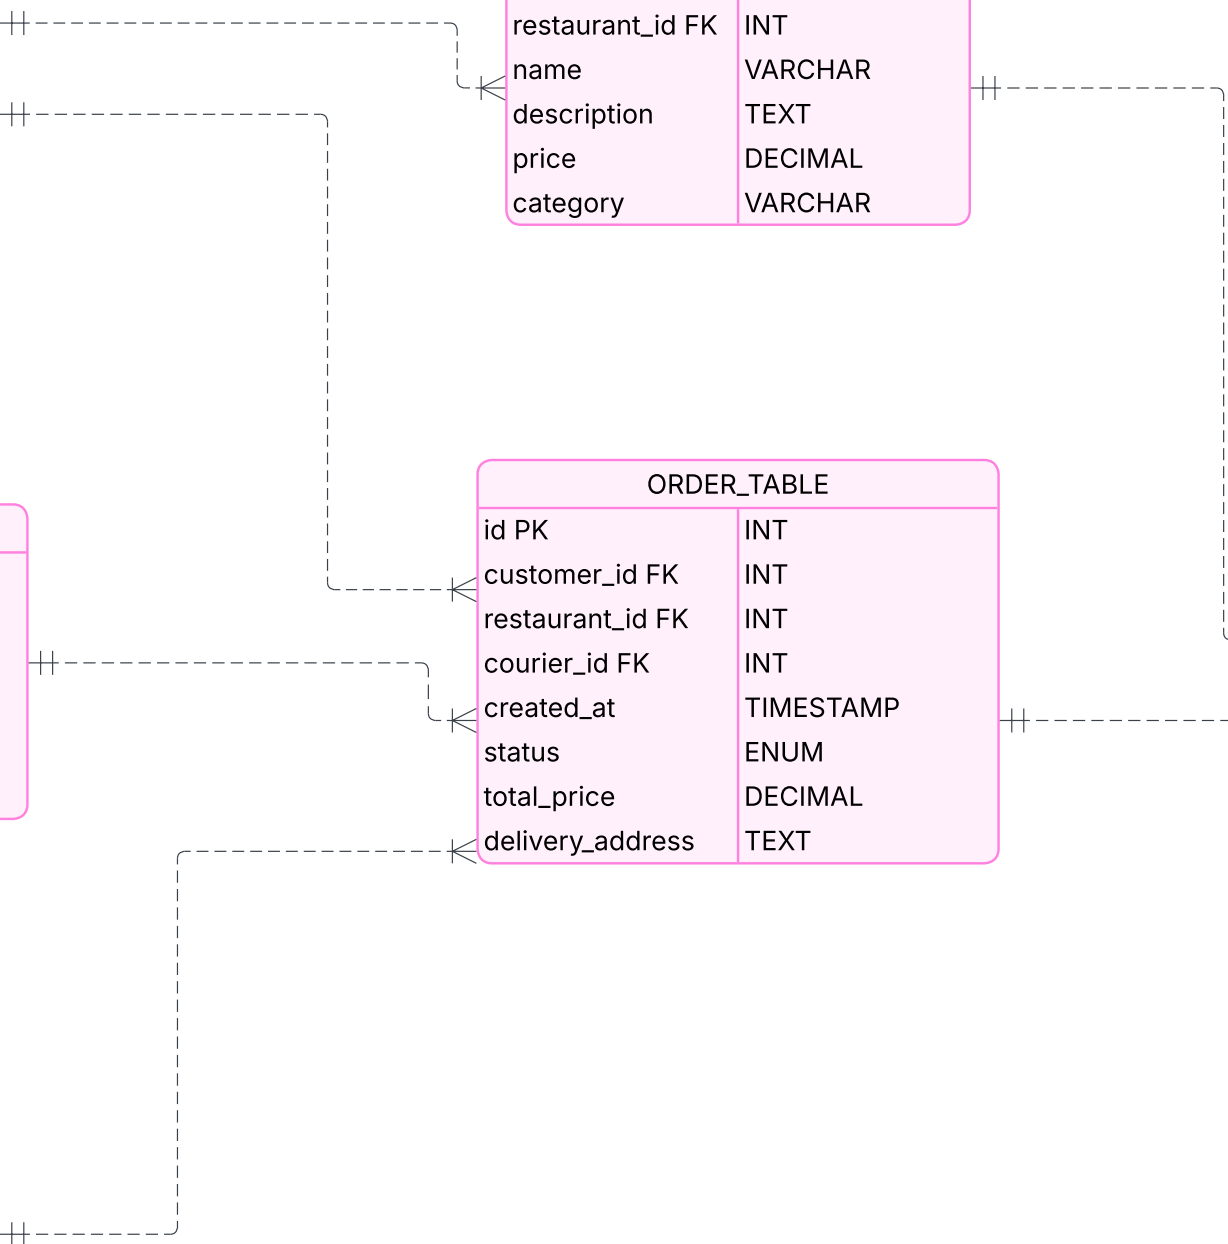 restaurant_id FK INT
name VARCHAR
description TEXT
price DECIMAL
category VARCHAR
ORDER_TABLE
id PK INT
customer_id FK INT
restaurant_id FK INT
courier_id FK INT
created_at TIMESTAMP
status ENUM
total_price DECIMAL
delivery_address TEXT